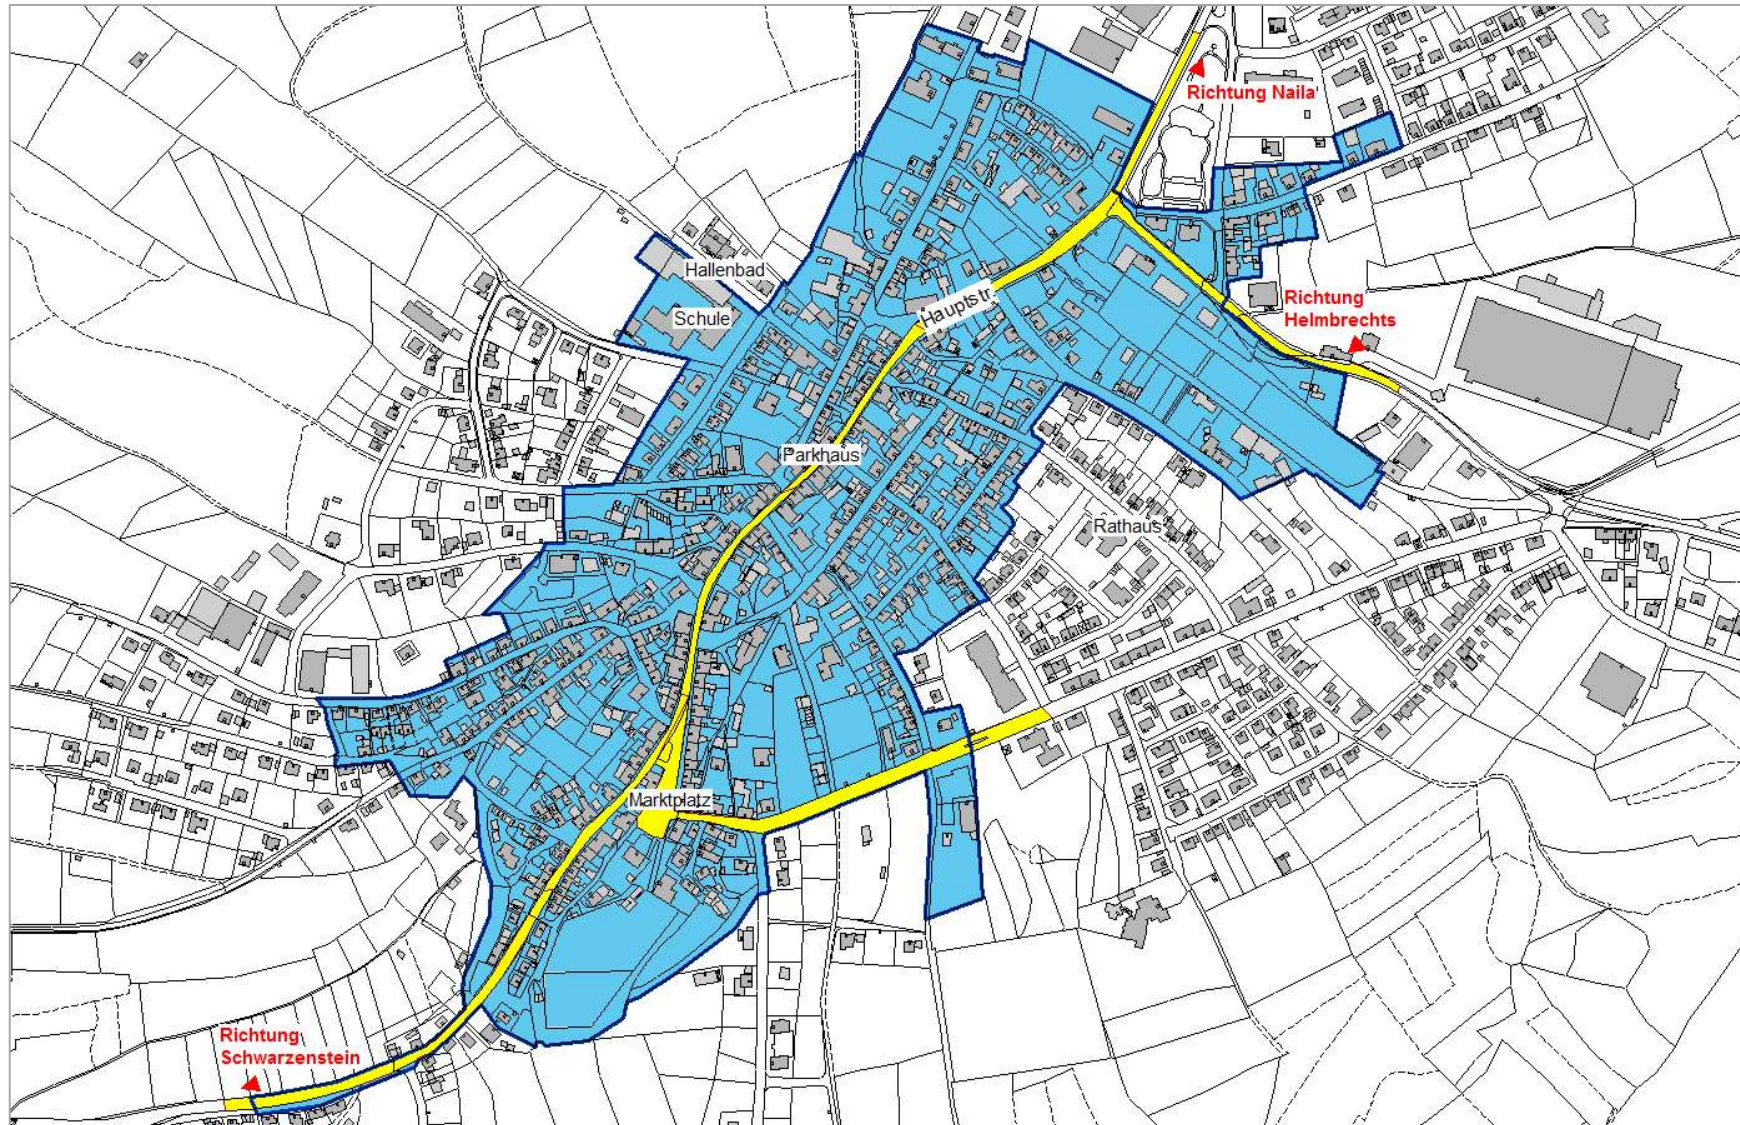 Richtung Naila
Hallenbad
Richtung
Helmbrechts
Hauptstr.
Schule
Parkhaus
Rathaus
Marktplatz
Richtung
Schwarzenstein